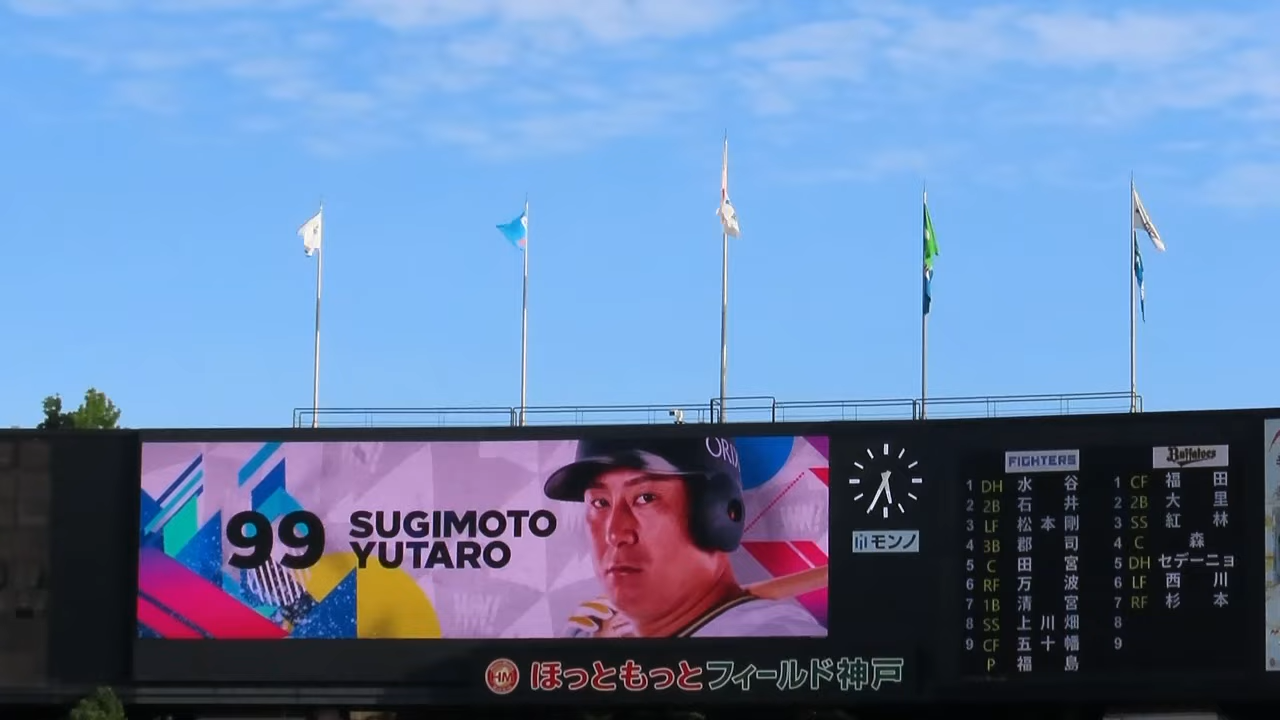 99
SUGIMOTO
YUTARO
ORIX
モンノ
FIGHTERS
1 DH 水谷
2 2B 石井
3 LF 松本剛
4 3B 郡司
5 C 田宮
6 RF 万波
7 1B 清宮
8 SS 上川畑
9 CF 五十幡
P 福島
Buffaloes
1 CF 福田
2 2B 大里
3 SS 紅林
4 C 森
5 DH セデーニョ
6 LF 西川
7 RF 杉本
8
9
HM ほっともっとフィールド神戸